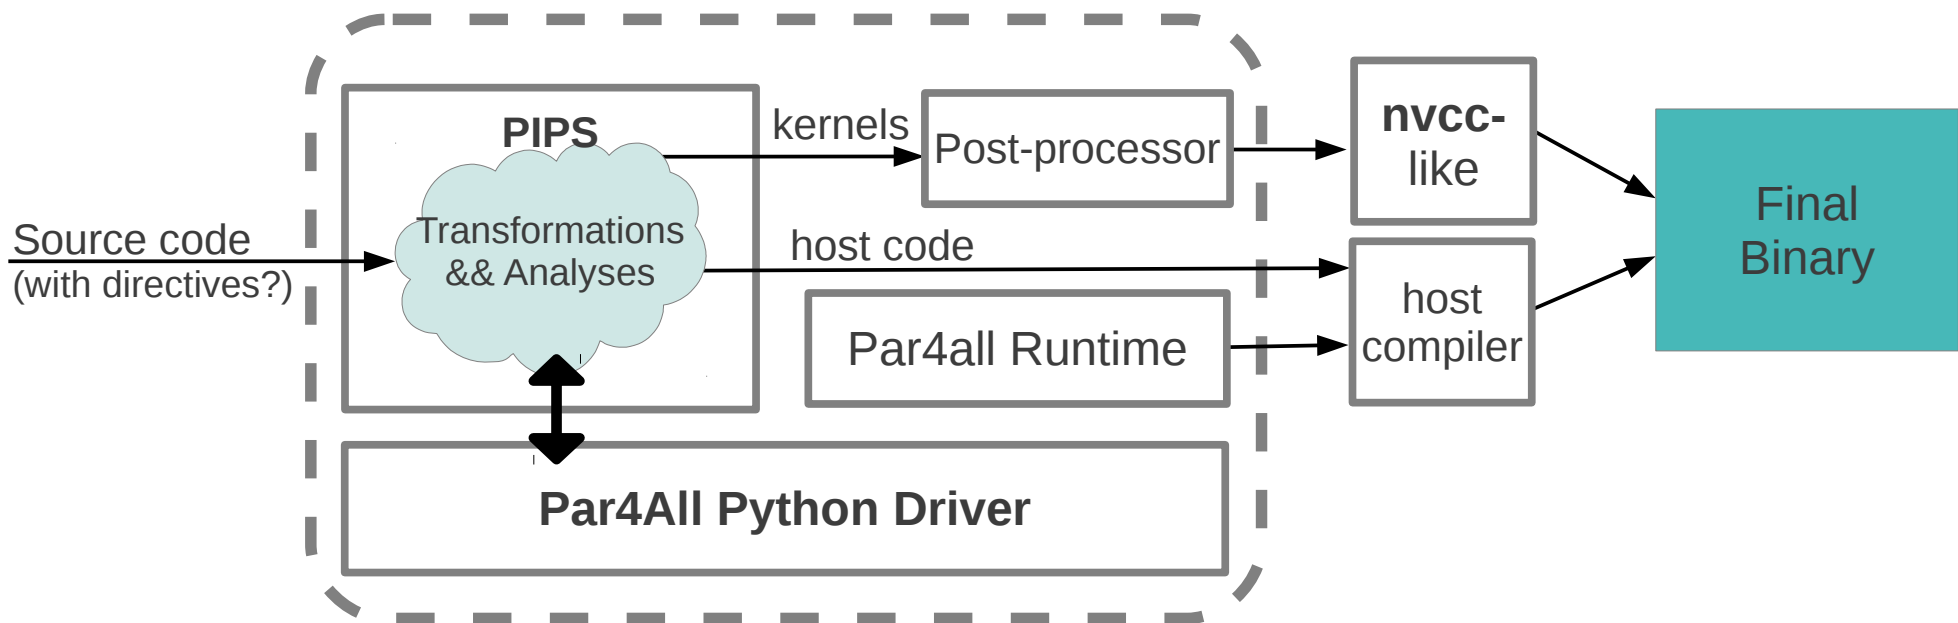 PIPS
kernels
Post-processor
nvcc-
like
Source code
(with directives?)
Transformations
&& Analyses
host code
Final
Binary
Par4all Runtime
host
compiler
Par4All Python Driver